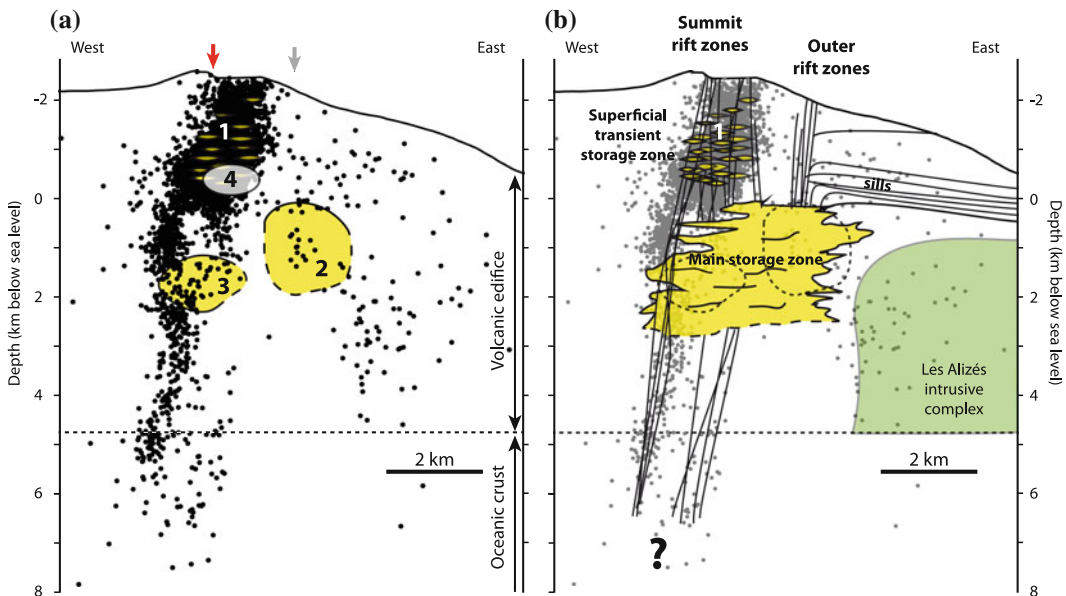 (a)
West
East
-2
0
2
4
6
8
Depth (km below sea level)
1
4
2
3
2 km
Volcanic edifice
Oceanic crust
(b)
Summit
rift zones
Outer
rift zones
West
East
Superficial
transient
storage zone
1
sills
Main storage zone
Les Alizés
intrusive
complex
2 km
?
-2
0
2
4
6
8
Depth (km below sea level)